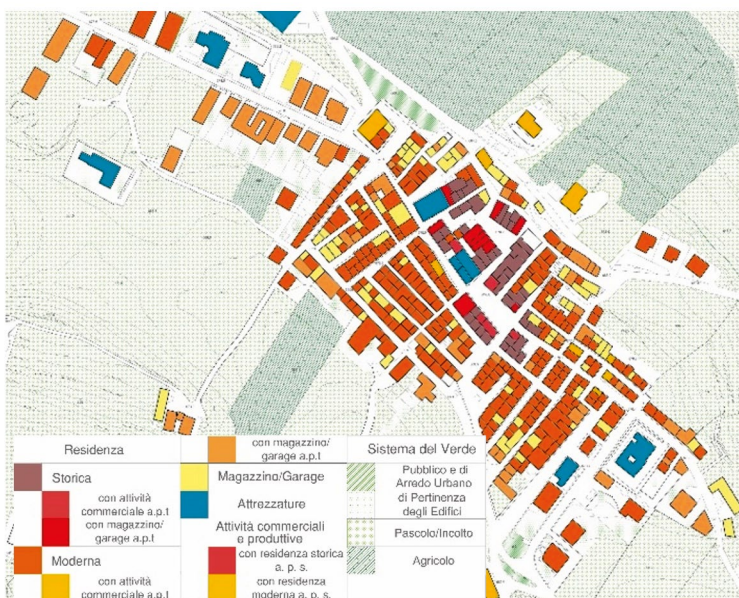 Residenza
Storica
con attività
commerciale a.p.t
con magazzino/
garage a.p.t
Moderna
con attività
commerciale a.p.t
con magazzino/
garage a.p.t
Magazzino/Garage
Attrezzature
Attività commerciali
e produttive
con residenza storica
a. p. s.
con residenza
moderna a. p. s.
Sistema del Verde
Pubblico e di
Arredo Urbano
di Pertinenza
degli Edifici
Pascolo/Incolto
Agricolo